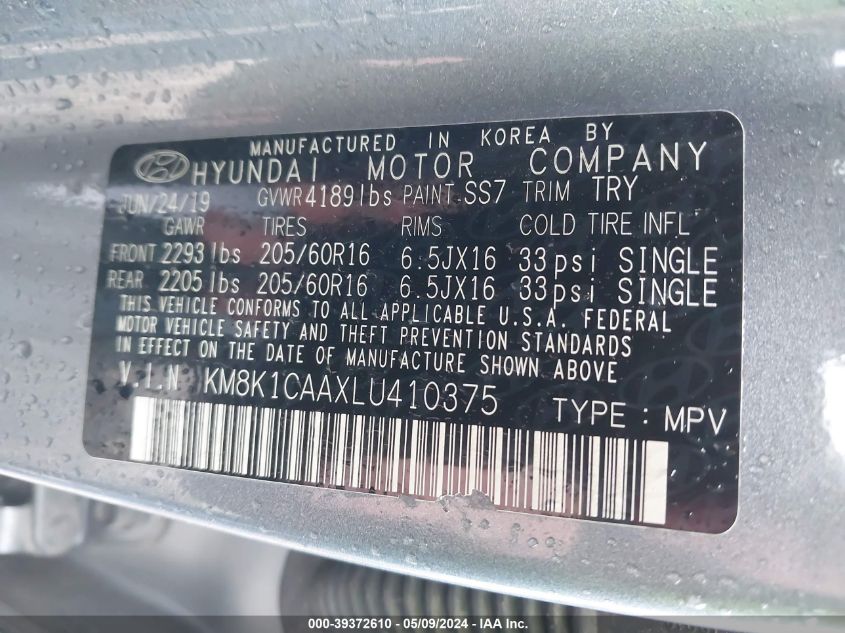 MANUFACTURED IN KOREA BY
HYUNDAI MOTOR COMPANY
JUN/24/19 GVWR 4189 lbs PAINT SS7 TRIM TRY
GAWR TIRES RIMS COLD TIRE INFL
FRONT 2293 lbs 205/60R16 6.5JX16 33psi SINGLE
REAR 2205 lbs 205/60R16 6.5JX16 33psi SINGLE
THIS VEHICLE CONFORMS TO ALL APPLICABLE U.S.A. FEDERAL
MOTOR VEHICLE SAFETY AND THEFT PREVENTION STANDARDS
IN EFFECT ON THE DATE OF MANUFACTURE SHOWN ABOVE
V.I.N KM8K1CAAXLU410375 TYPE : MPV
000-39372610 - 05/09/2024 - IAA Inc.